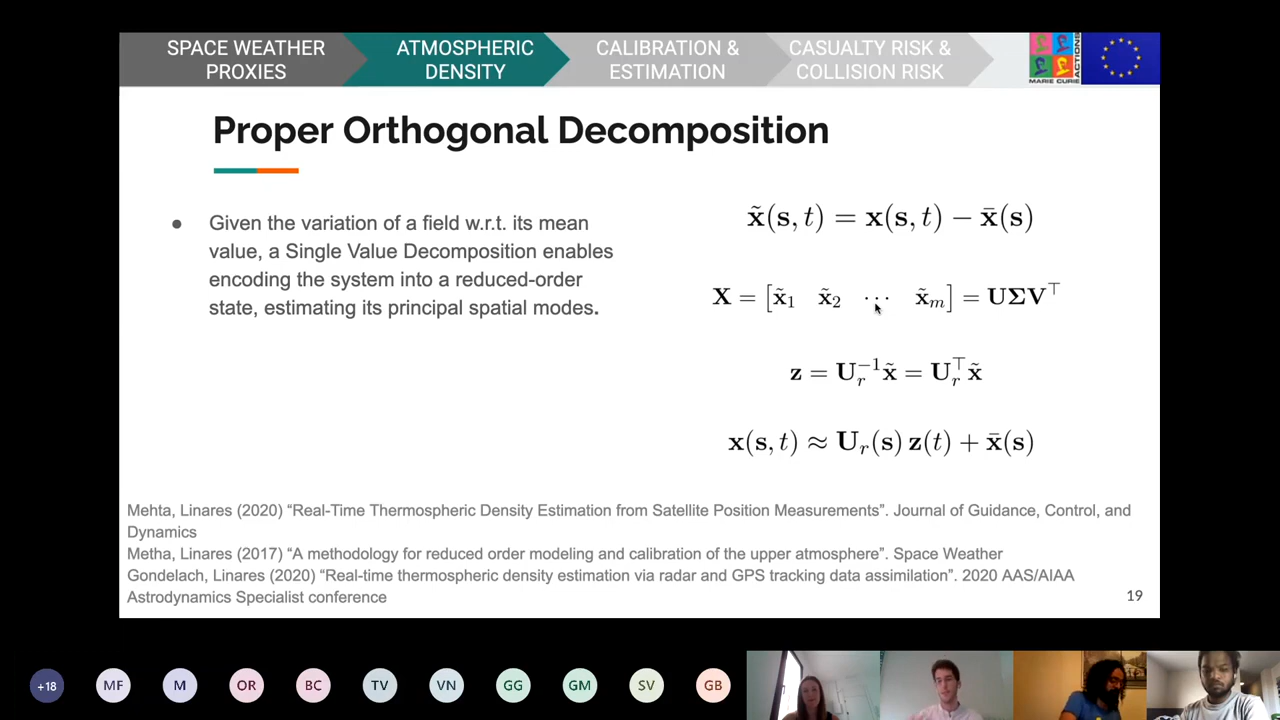 SPACE WEATHER
PROXIES
ATMOSPHERIC
DENSITY
CALIBRATION &
ESTIMATION
CASUALTY RISK &
COLLISION RISK
MARIE CURIE
ACTIONS
Proper Orthogonal Decomposition
● Given the variation of a field w.r.t. its mean
value, a Single Value Decomposition enables
encoding the system into a reduced-order
state, estimating its principal spatial modes.
x̃(s, t) = x(s, t) − x̄(s)
X = [x̃₁ x̃₂ ⋯ x̃ₘ] = UΣV⊤
z = Uᵣ⁻¹x̃ = Uᵣ⊤x̃
x(s, t) ≈ Uᵣ(s) z(t) + x̄(s)
Mehta, Linares (2020) “Real-Time Thermospheric Density Estimation from Satellite Position Measurements”. Journal of Guidance, Control, and
Dynamics
Metha, Linares (2017) “A methodology for reduced order modeling and calibration of the upper atmosphere”. Space Weather
Gondelach, Linares (2020) “Real-time thermospheric density estimation via radar and GPS tracking data assimilation”. 2020 AAS/AIAA
Astrodynamics Specialist conference
19
+18 MF M OR BC TV VN GG GM SV GB